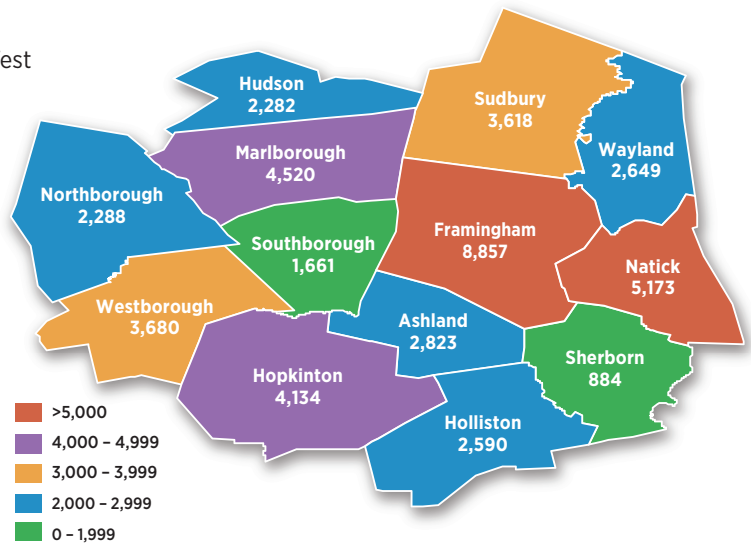 Hudson
2,282
Sudbury
3,618
Marlborough
4,520
Wayland
2,649
Northborough
2,288
Southborough
1,661
Framingham
8,857
Natick
5,173
Westborough
3,680
Ashland
2,823
Sherborn
884
Hopkinton
4,134
Holliston
2,590
>5,000
4,000 – 4,999
3,000 – 3,999
2,000 – 2,999
0 – 1,999